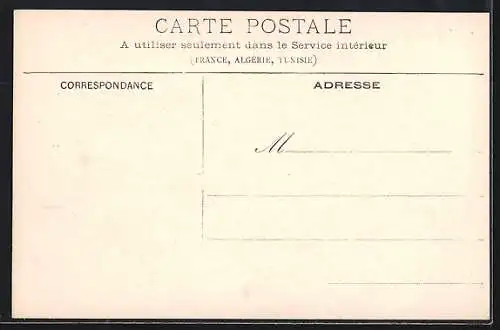 CARTE POSTALE
A utiliser seulement dans le Service intérieur
(FRANCE, ALGÉRIE, TUNISIE)
CORRESPONDANCE
ADRESSE
M